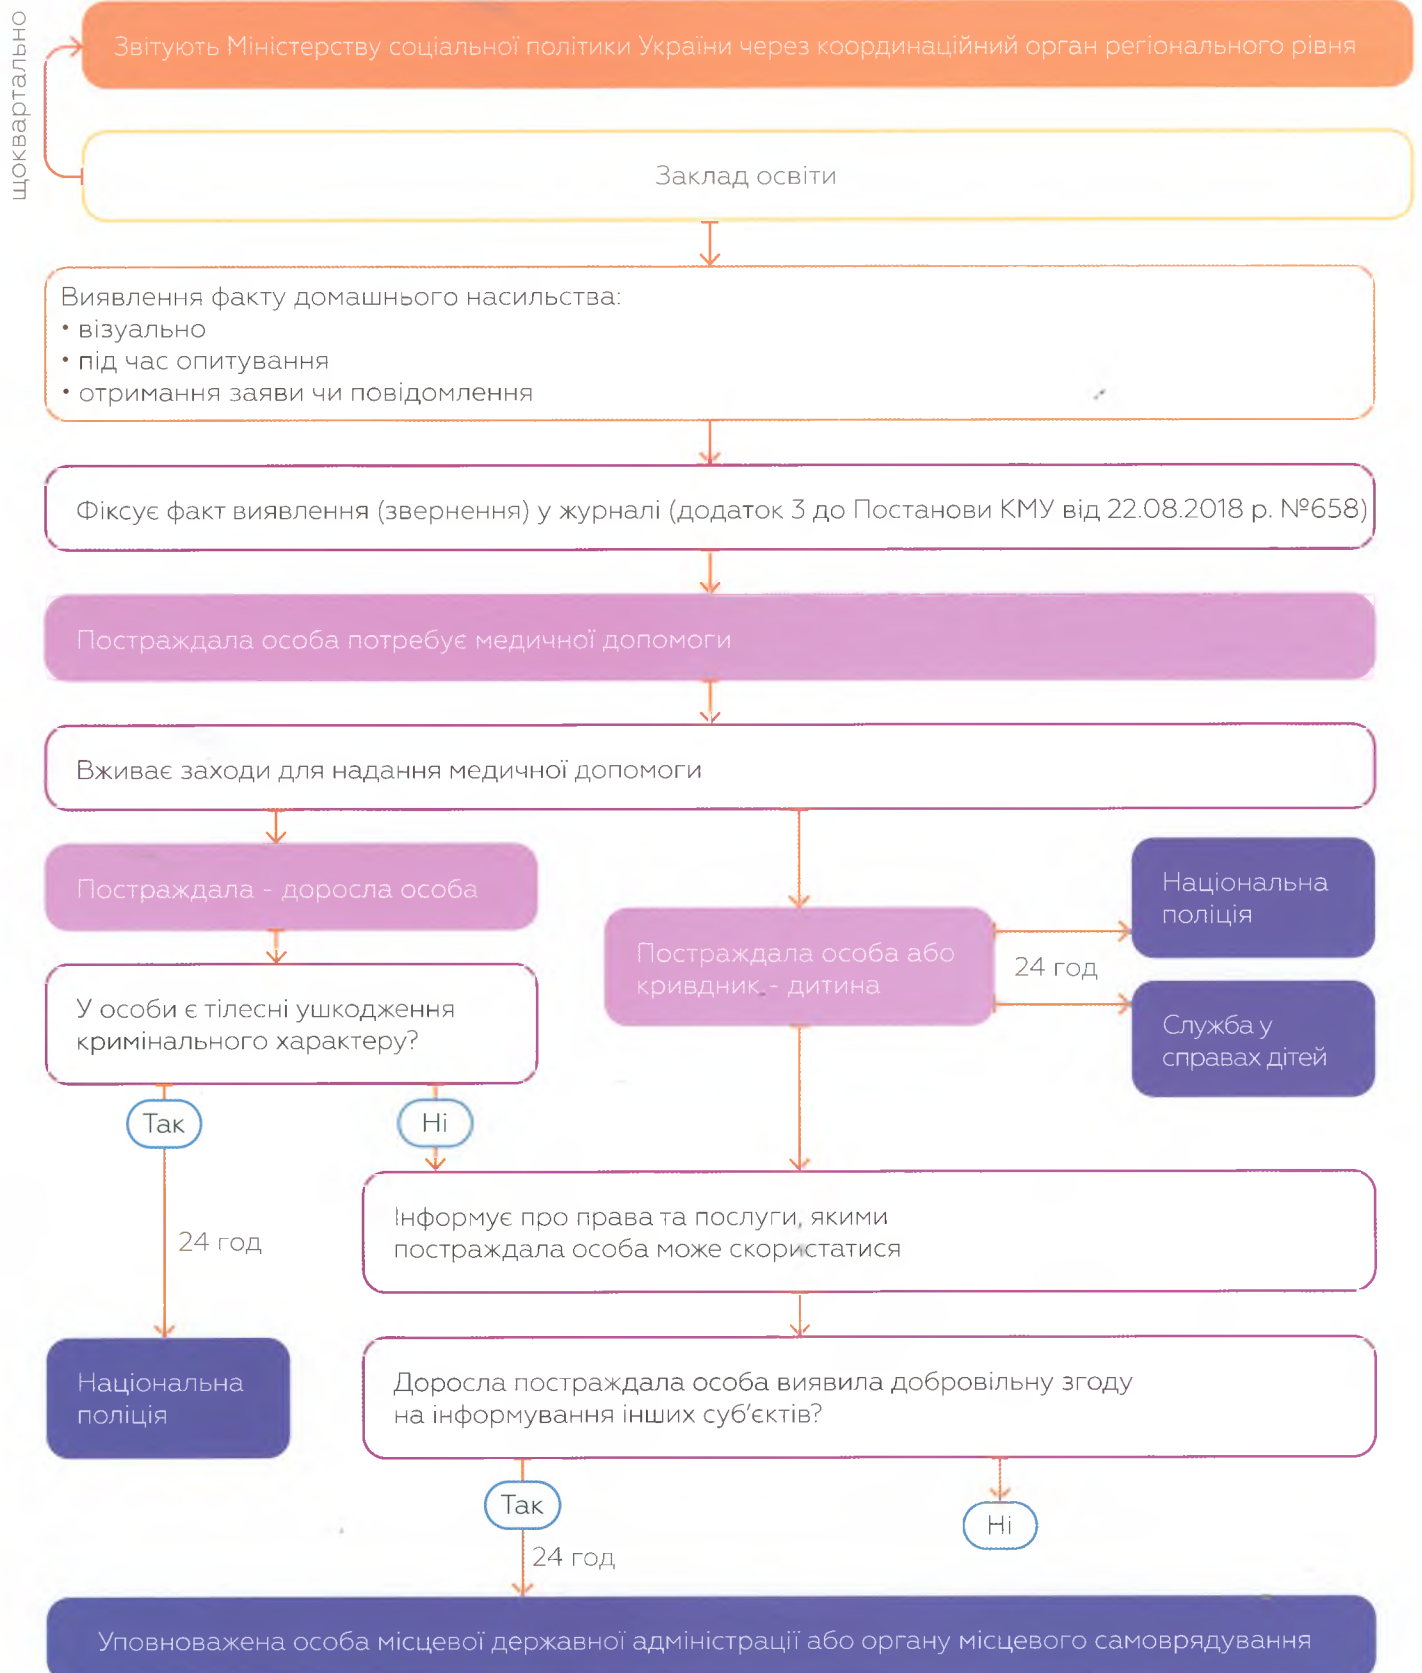 щоквартально
Звітують Міністерству соціальної політики України через координаційний орган регіонального рівня
Заклад освіти
Виявлення факту домашнього насильства:
• візуально
• під час опитування
• отримання заяви чи повідомлення
Фіксує факт виявлення (звернення) у журналі (додаток 3 до Постанови КМУ від 22.08.2018 р. №658)
Постраждала особа потребує медичної допомоги
Вживає заходи для надання медичної допомоги
Постраждала - доросла особа
У особи є тілесні ушкодження
кримінального характеру?
Постраждала особа або
кривдник - дитина
24 год
Національна
поліція
Служба у
справах дітей
Так
Ні
24 год
Національна
поліція
Інформує про права та послуги, якими
постраждала особа може скористатися
Доросла постраждала особа виявила добровільну згоду
на інформування інших суб'єктів?
Так
Ні
24 год
Уповноважена особа місцевої державної адміністрації або органу місцевого самоврядування